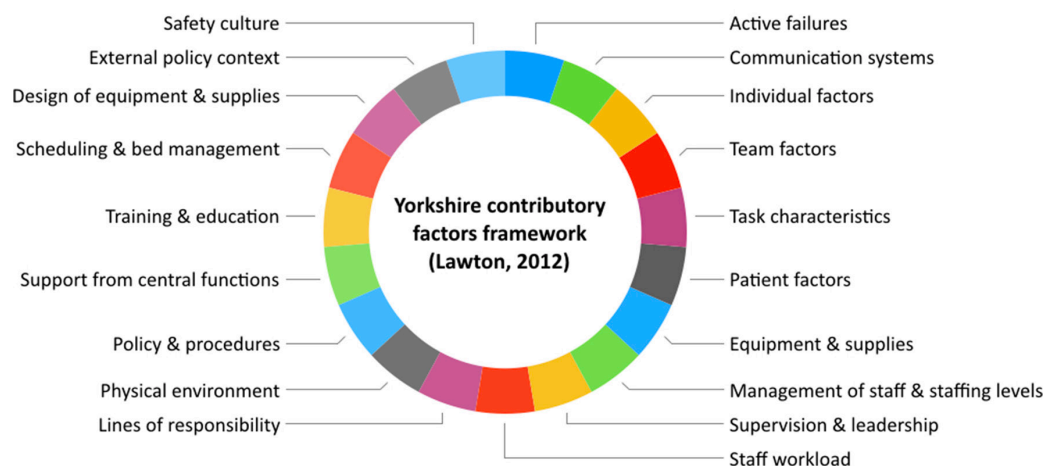 Safety culture
External policy context
Design of equipment & supplies
Scheduling & bed management
Training & education
Support from central functions
Policy & procedures
Physical environment
Lines of responsibility
Yorkshire contributory
factors framework
(Lawton, 2012)
Active failures
Communication systems
Individual factors
Team factors
Task characteristics
Patient factors
Equipment & supplies
Management of staff & staffing levels
Supervision & leadership
Staff workload